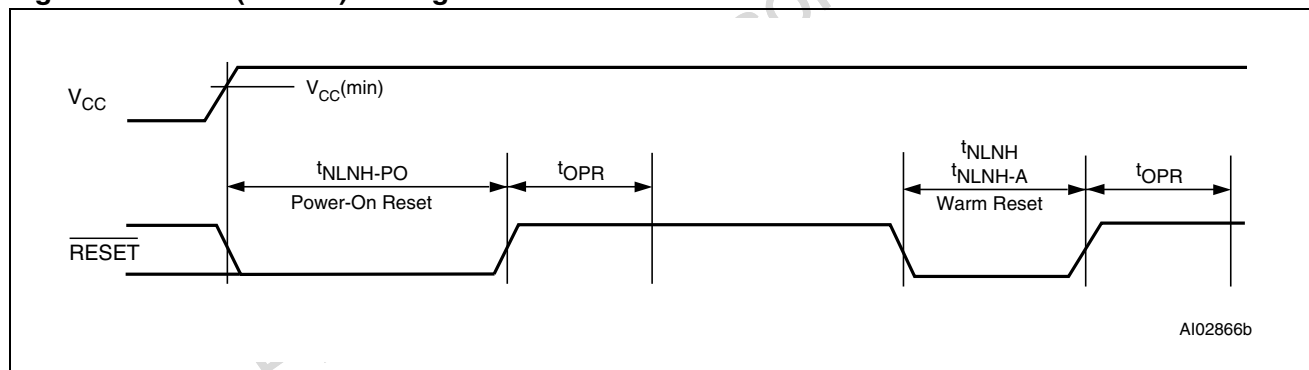 VCC
VCC(min)
tNLNH-PO
Power-On Reset
tOPR
tNLNH
tNLNH-A
Warm Reset
tOPR
RESET
AI02866b